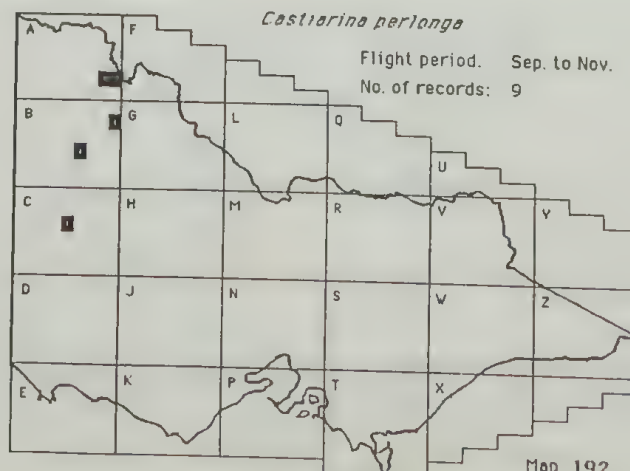 Castiarina perlonga
Flight period. Sep. to Nov.
No. of records: 9
A F
B G L Q
U
C H M R V Y
D J N S W Z
E K P T X
Map 192